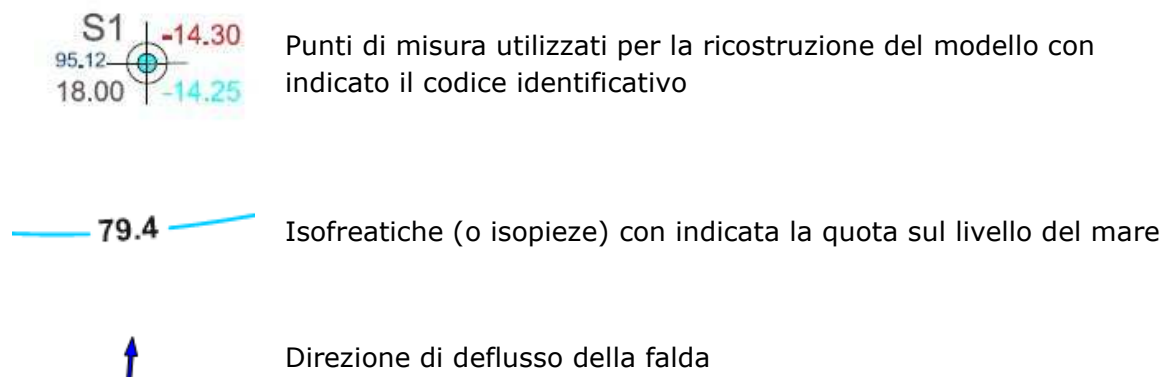 S1 -14.30
95.12
18.00 -14.25
Punti di misura utilizzati per la ricostruzione del modello con
indicato il codice identificativo
79.4
Isofreatiche (o isopieze) con indicata la quota sul livello del mare
Direzione di deflusso della falda